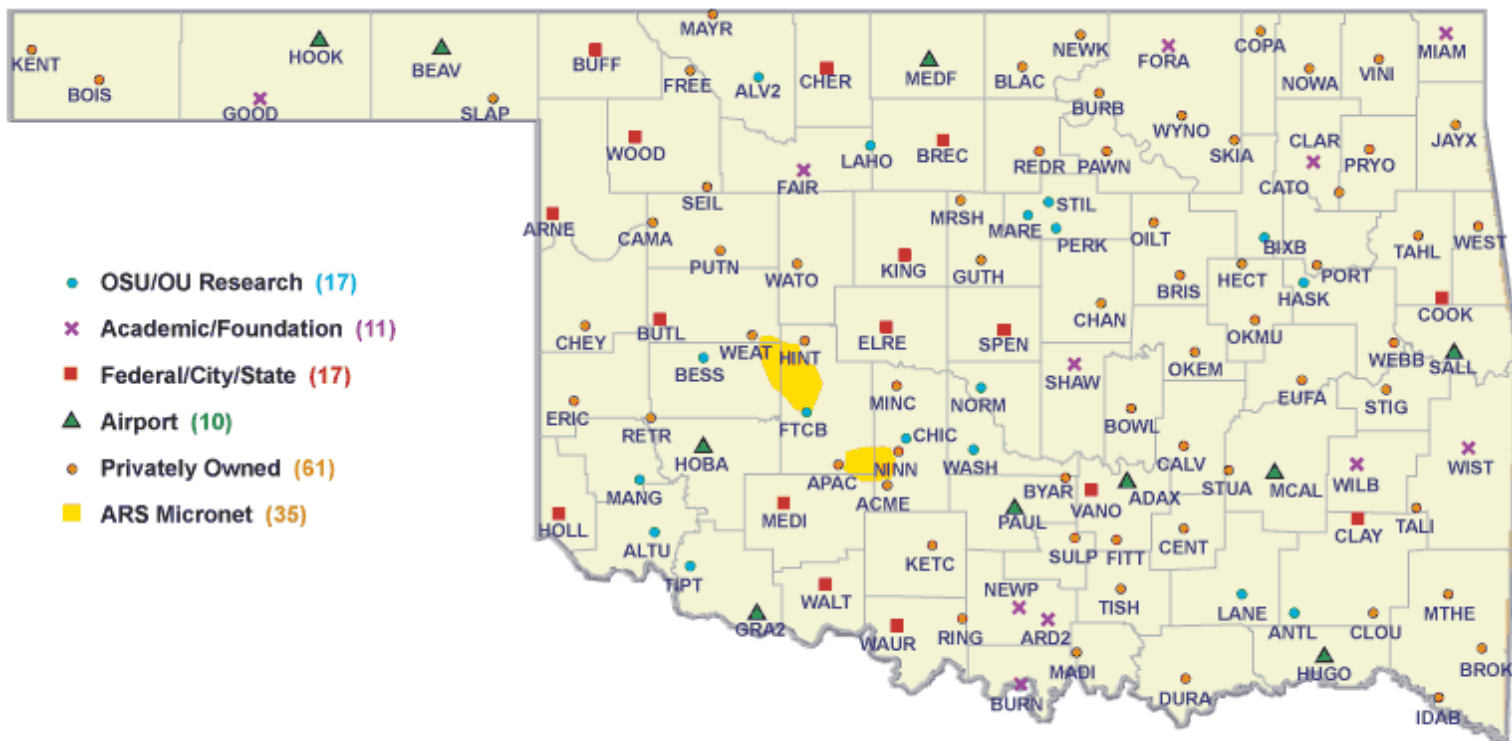 MAYR
KENT
HOOK
BEAV
BUFF
FREE
ALV2
CHER
MEDF
BLAC
NEWK
FORA
COPA
NOWA
VINI
MIAM
BOIS
GOOD
SLAP
BURB
WYNO
WOOD
LAHO
BREC
REDR
PAWN
SKIA
CLAR
PRYO
JAYX
FAIR
CATO
SEIL
MRSH
STIL
ARNE
CAMA
MARE
PERK
OILT
BIXB
TAHL
WEST
PUTN
WATO
KING
GUTH
BRIS
HECT
PORT
HASK
OSU/OU Research (17)
Academic/Foundation (11)
Federal/City/State (17)
Airport (10)
Privately Owned (61)
ARS Micronet (35)
CHEY
BUTL
WEAT
HINT
ELRE
SPEN
CHAN
OKMU
COOK
BESS
SHAW
OKEM
WEBB
SALL
ERIC
RETR
FTCB
MINC
NORM
BOWL
EUFA
STIG
HOBA
CHIC
MANG
APAC
NINN
WASH
CALV
WIST
ACME
BYAR
VANO
ADAX
STUA
MCAL
WILB
HOLL
MEDI
PAUL
CLAY
TALI
ALTU
KETC
SULP
FITT
CENT
TIPT
WALT
NEWP
TISH
LANE
MTHE
GRA2
WAUR
RING
ARD2
ANTL
CLOU
MADI
HUGO
BROK
BURN
DURA
IDAB